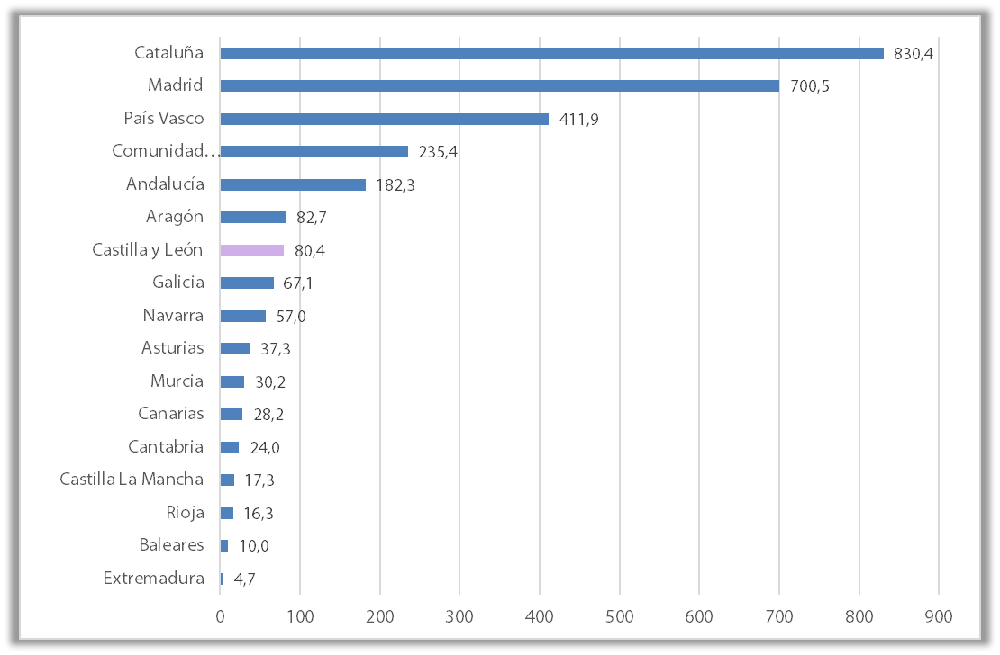 Cataluña 830,4
Madrid 700,5
País Vasco 411,9
Comunidad… 235,4
Andalucía 182,3
Aragón 82,7
Castilla y León 80,4
Galicia 67,1
Navarra 57,0
Asturias 37,3
Murcia 30,2
Canarias 28,2
Cantabria 24,0
Castilla La Mancha 17,3
Rioja 16,3
Baleares 10,0
Extremadura 4,7
0 100 200 300 400 500 600 700 800 900